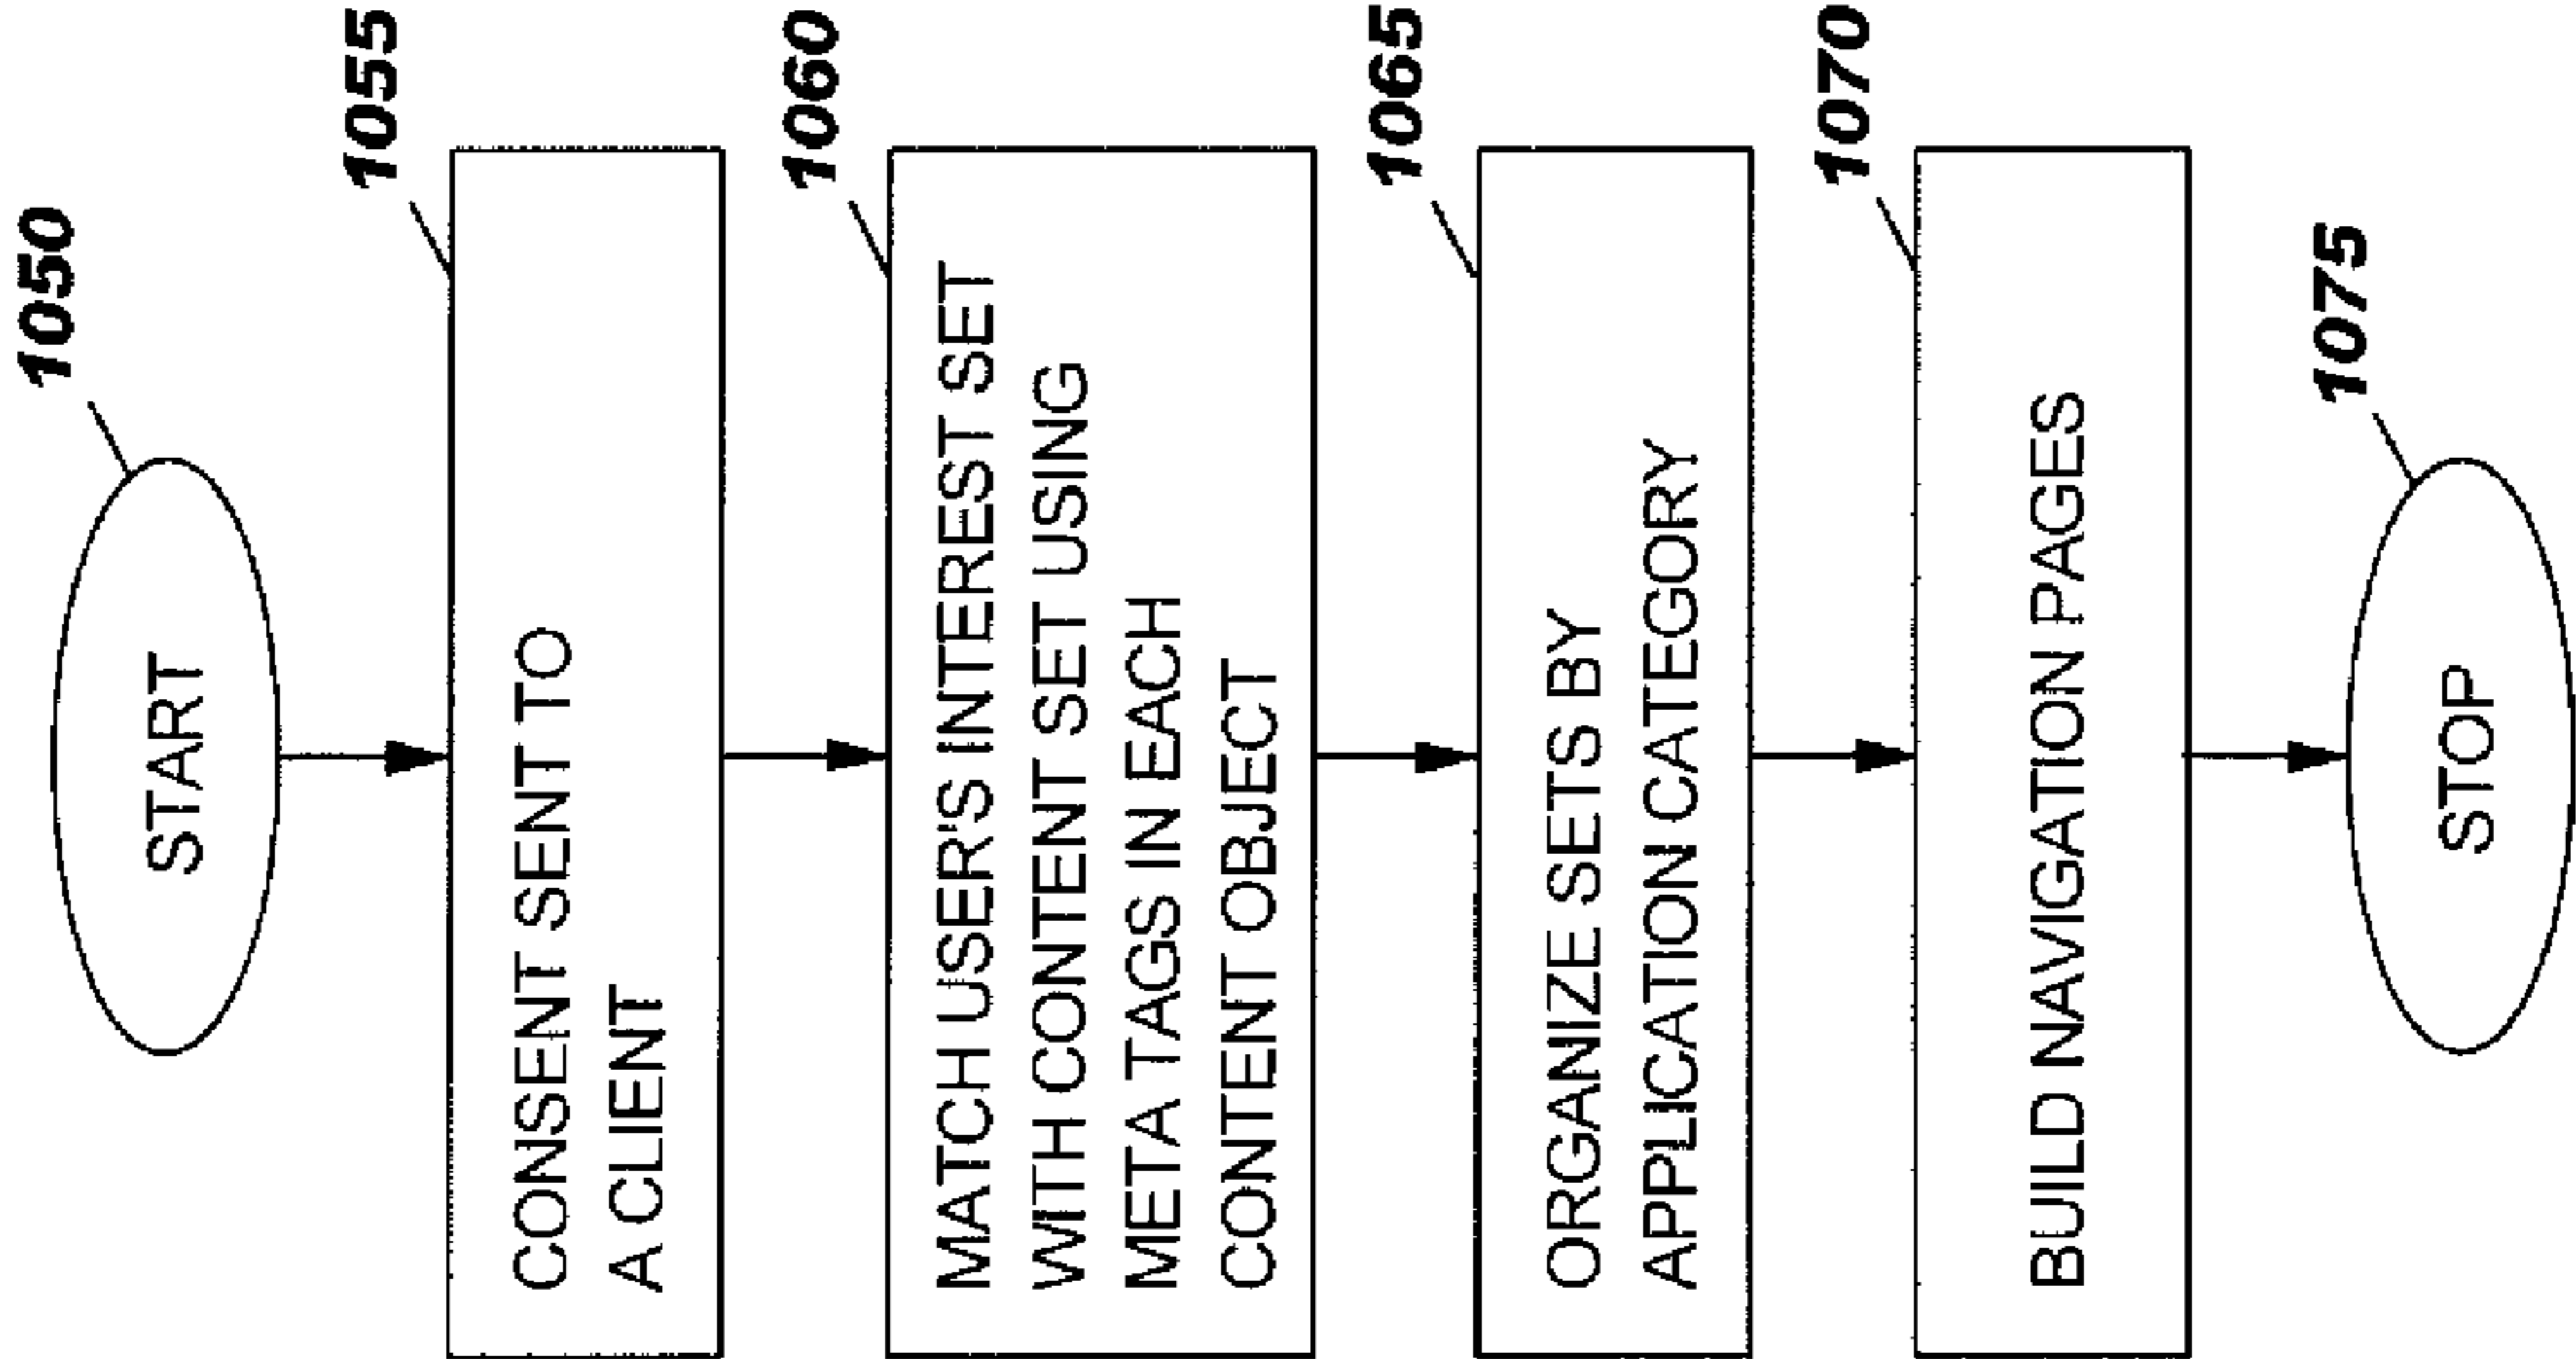 1050
START
1055
CONSENT SENT TO
A CLIENT
1060
MATCH USER'S INTEREST SET
WITH CONTENT SET USING
META TAGS IN EACH
CONTENT OBJECT
1065
ORGANIZE SETS BY
APPLICATION CATEGORY
1070
BUILD NAVIGATION PAGES
1075
STOP